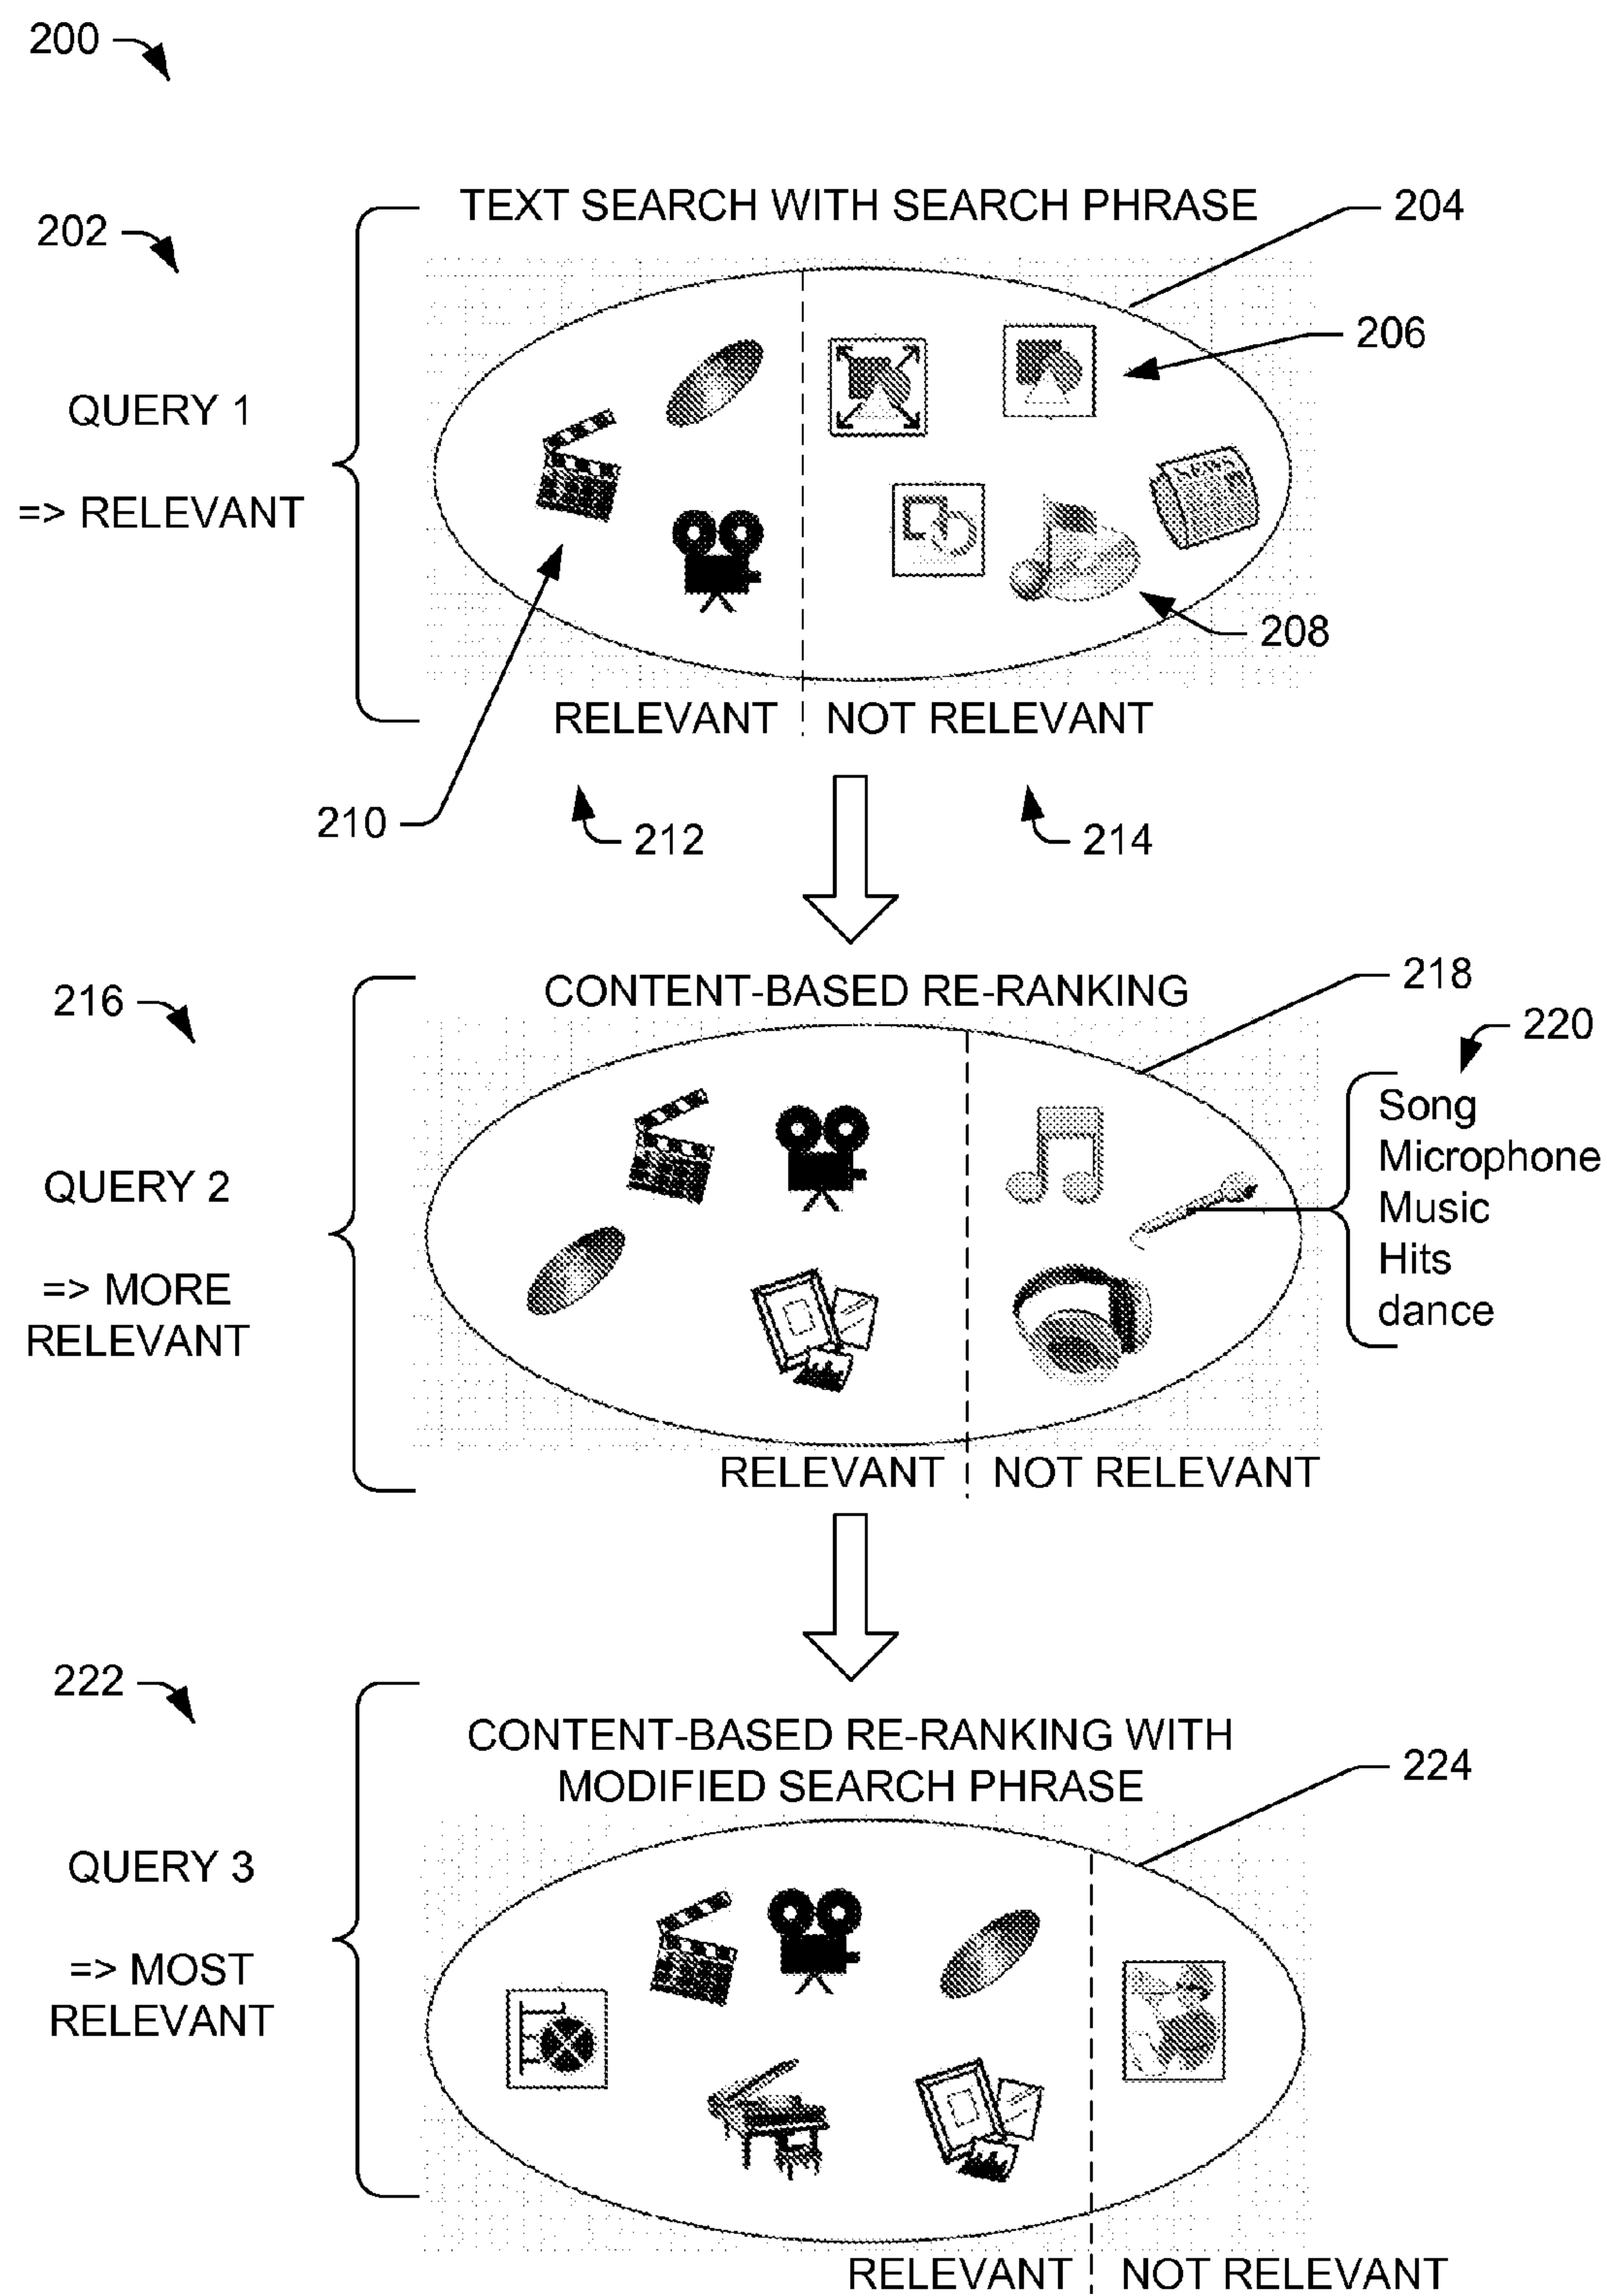 200
TEXT SEARCH WITH SEARCH PHRASE
204
202
206
QUERY 1
NEWS
=> RELEVANT
208
RELEVANT
NOT RELEVANT
210
212
214
CONTENT-BASED RE-RANKING
218
216
220
Song
Microphone
QUERY 2
Music
Hits
=> MORE
RELEVANT
dance
RELEVANT
NOT RELEVANT
222
CONTENT-BASED RE-RANKING WITH
MODIFIED SEARCH PHRASE
224
QUERY 3
=> MOST
RELEVANT
RELEVANT
NOT RELEVANT